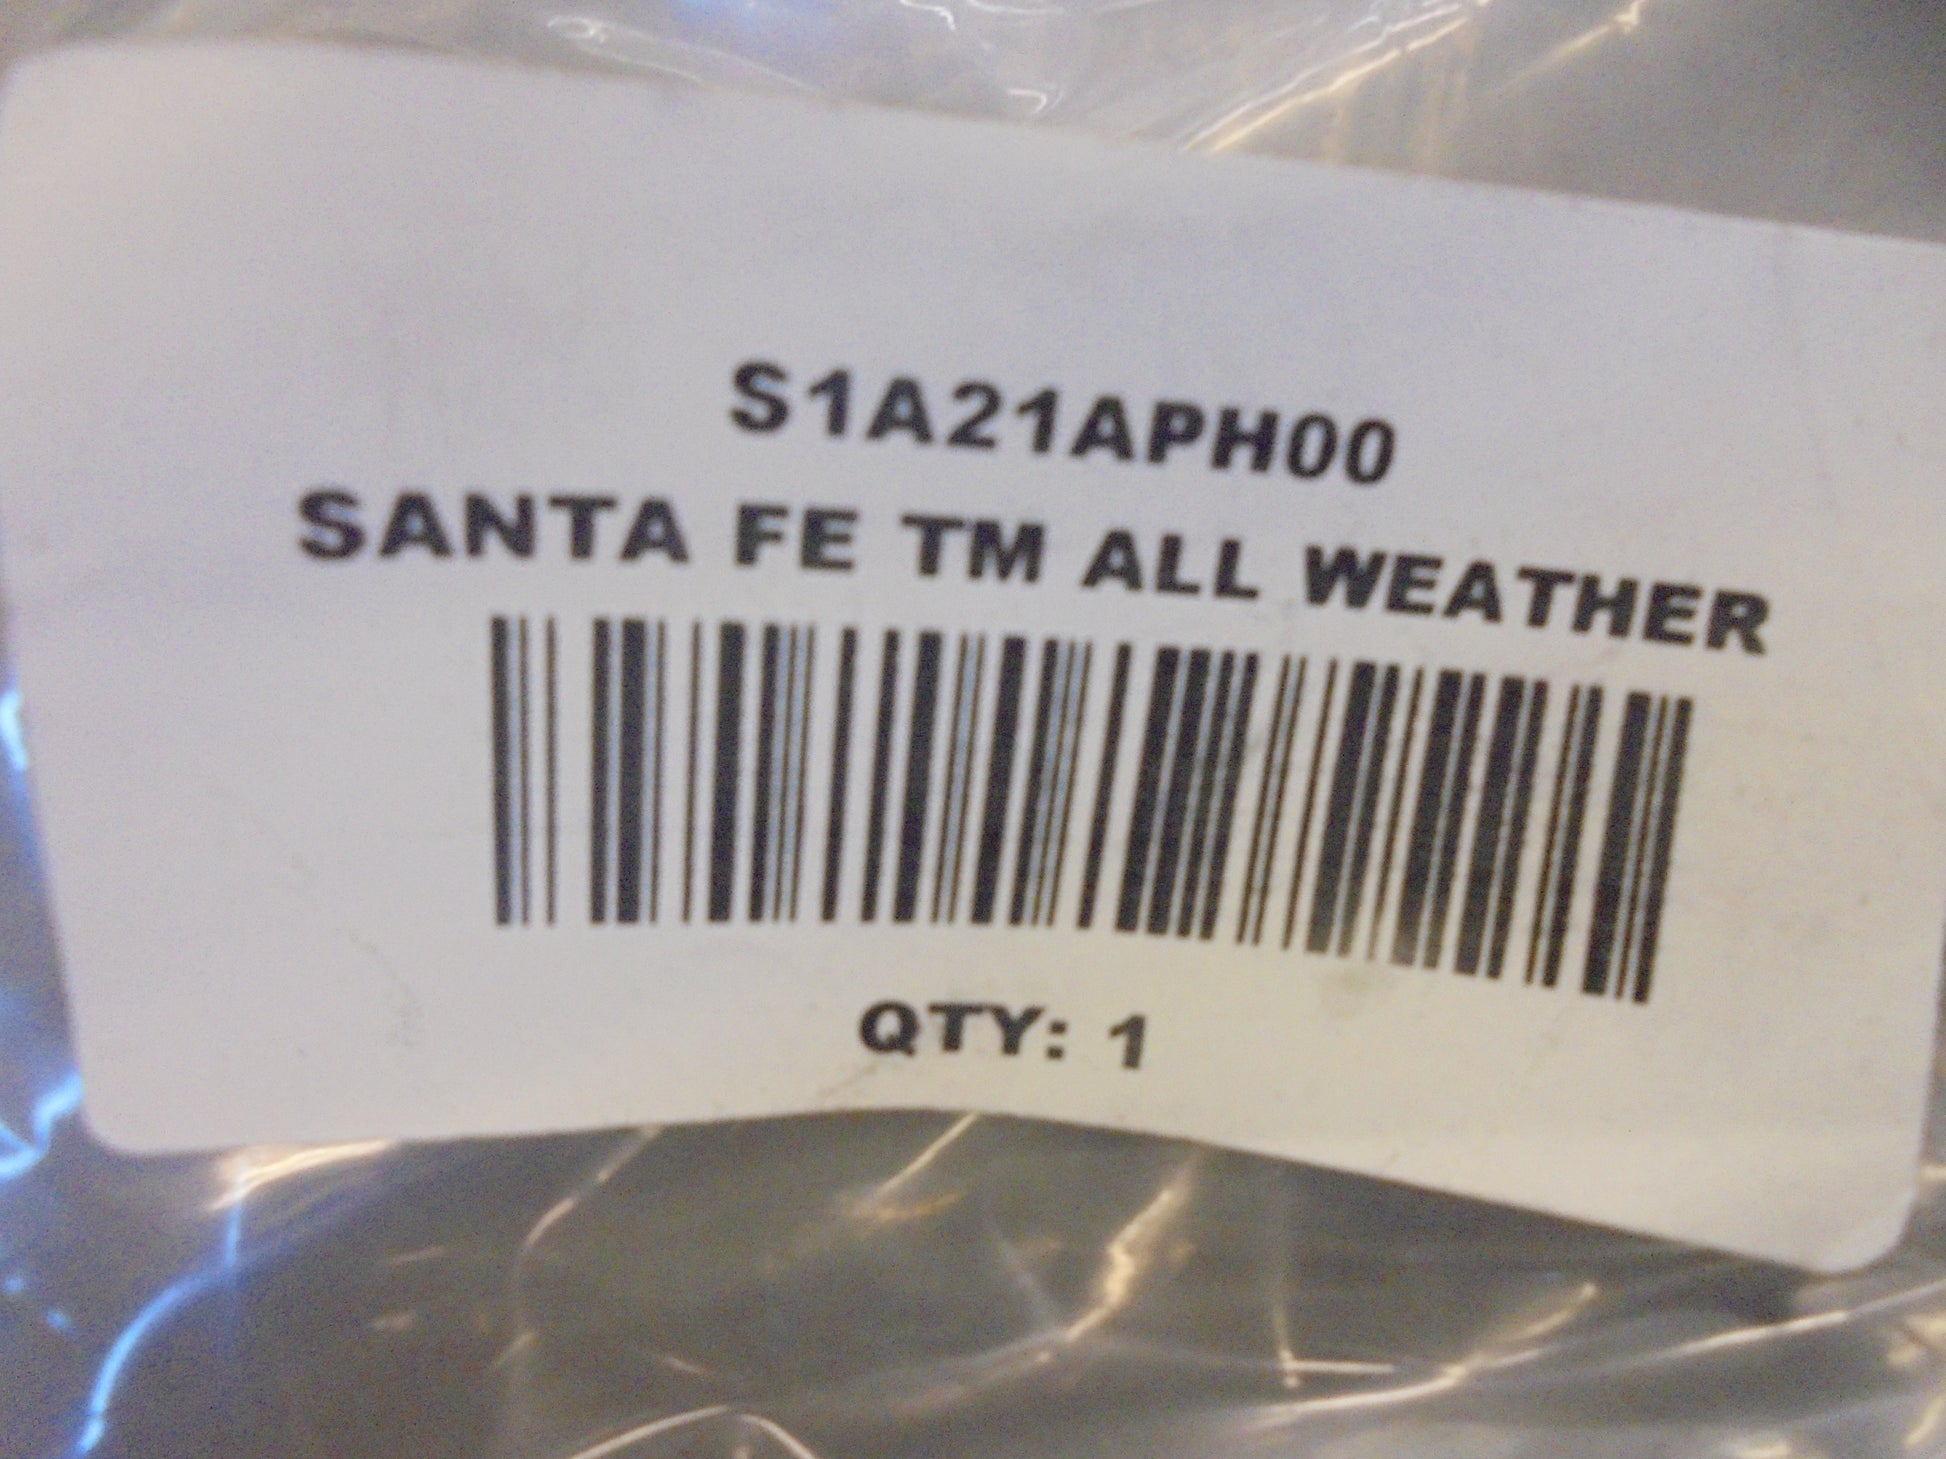 S1A21APH00
SANTA FE TM ALL WEATHER
QTY: 1